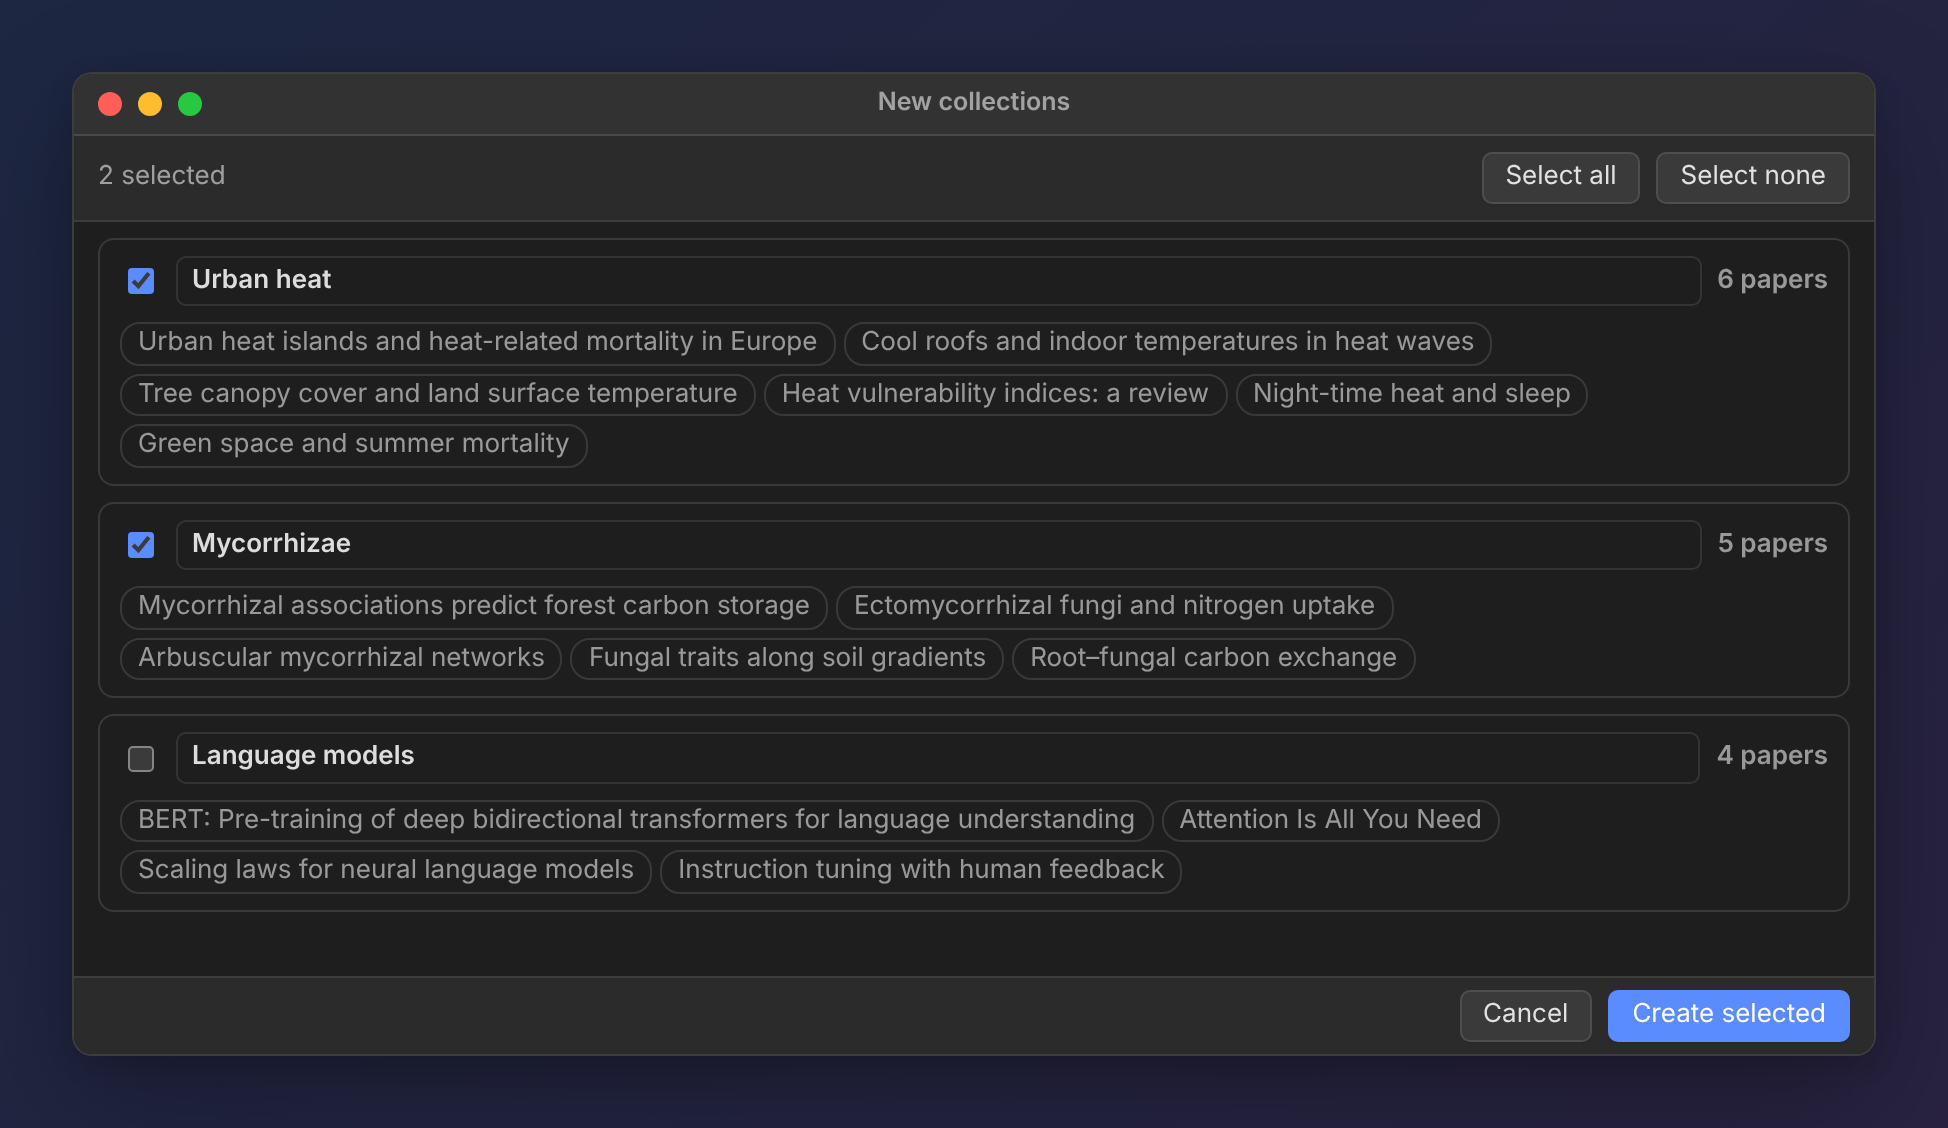 New collections
2 selected
Select all
Select none
Urban heat
6 papers
Urban heat islands and heat-related mortality in Europe
Cool roofs and indoor temperatures in heat waves
Tree canopy cover and land surface temperature
Heat vulnerability indices: a review
Night-time heat and sleep
Green space and summer mortality
Mycorrhizae
5 papers
Mycorrhizal associations predict forest carbon storage
Ectomycorrhizal fungi and nitrogen uptake
Arbuscular mycorrhizal networks
Fungal traits along soil gradients
Root–fungal carbon exchange
Language models
4 papers
BERT: Pre-training of deep bidirectional transformers for language understanding
Attention Is All You Need
Scaling laws for neural language models
Instruction tuning with human feedback
Cancel
Create selected